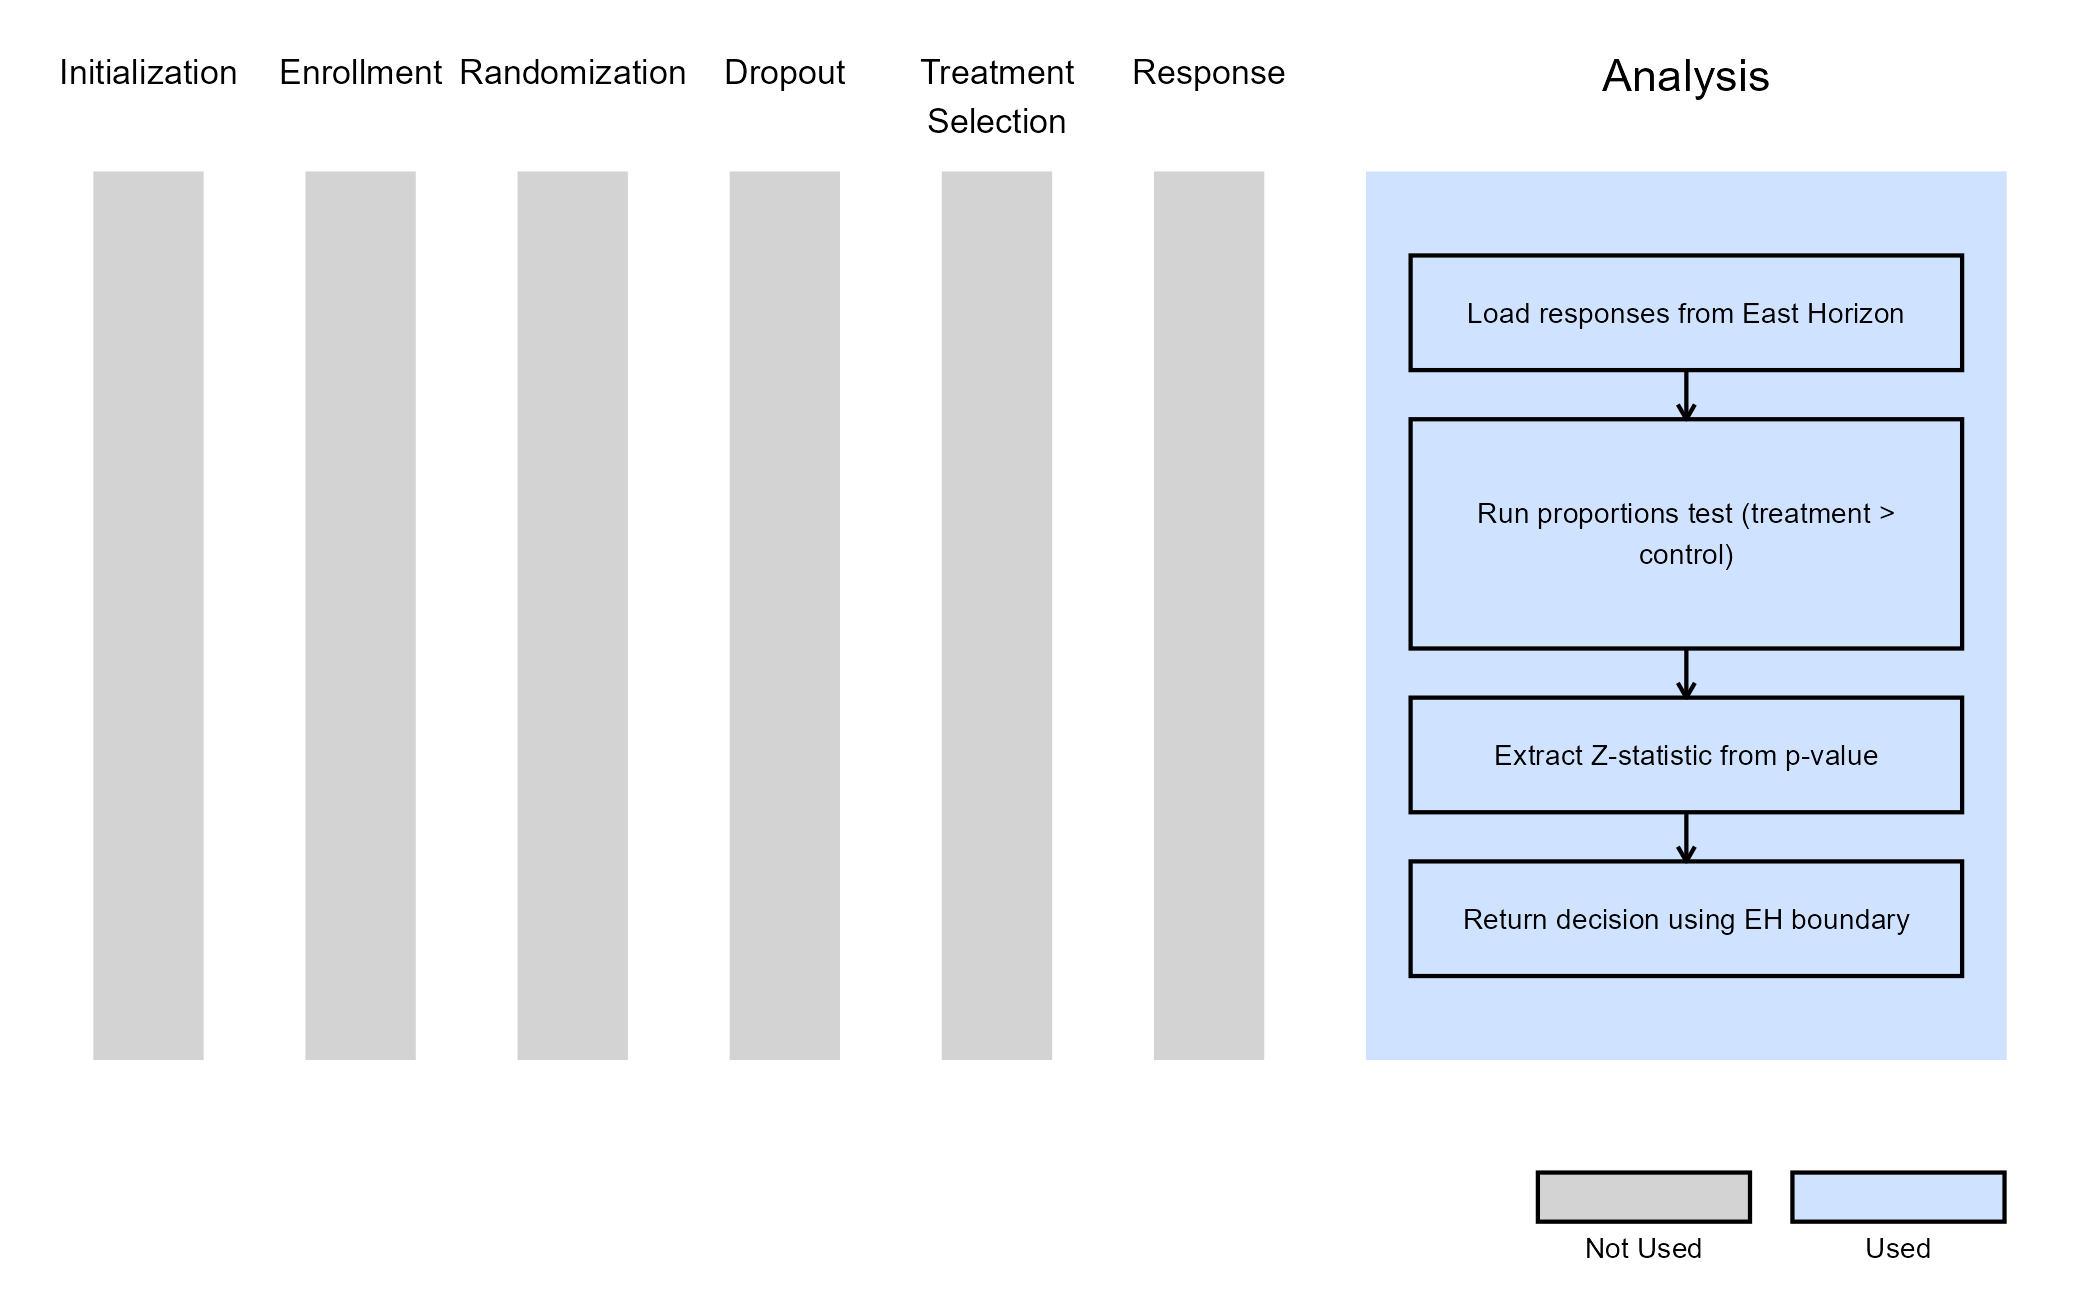 Initialization
Enrollment
Randomization
Dropout
Treatment
Selection
Response
Analysis
Load responses from East Horizon
Run proportions test (treatment >
control)
Extract Z-statistic from p-value
Return decision using EH boundary
Not Used
Used